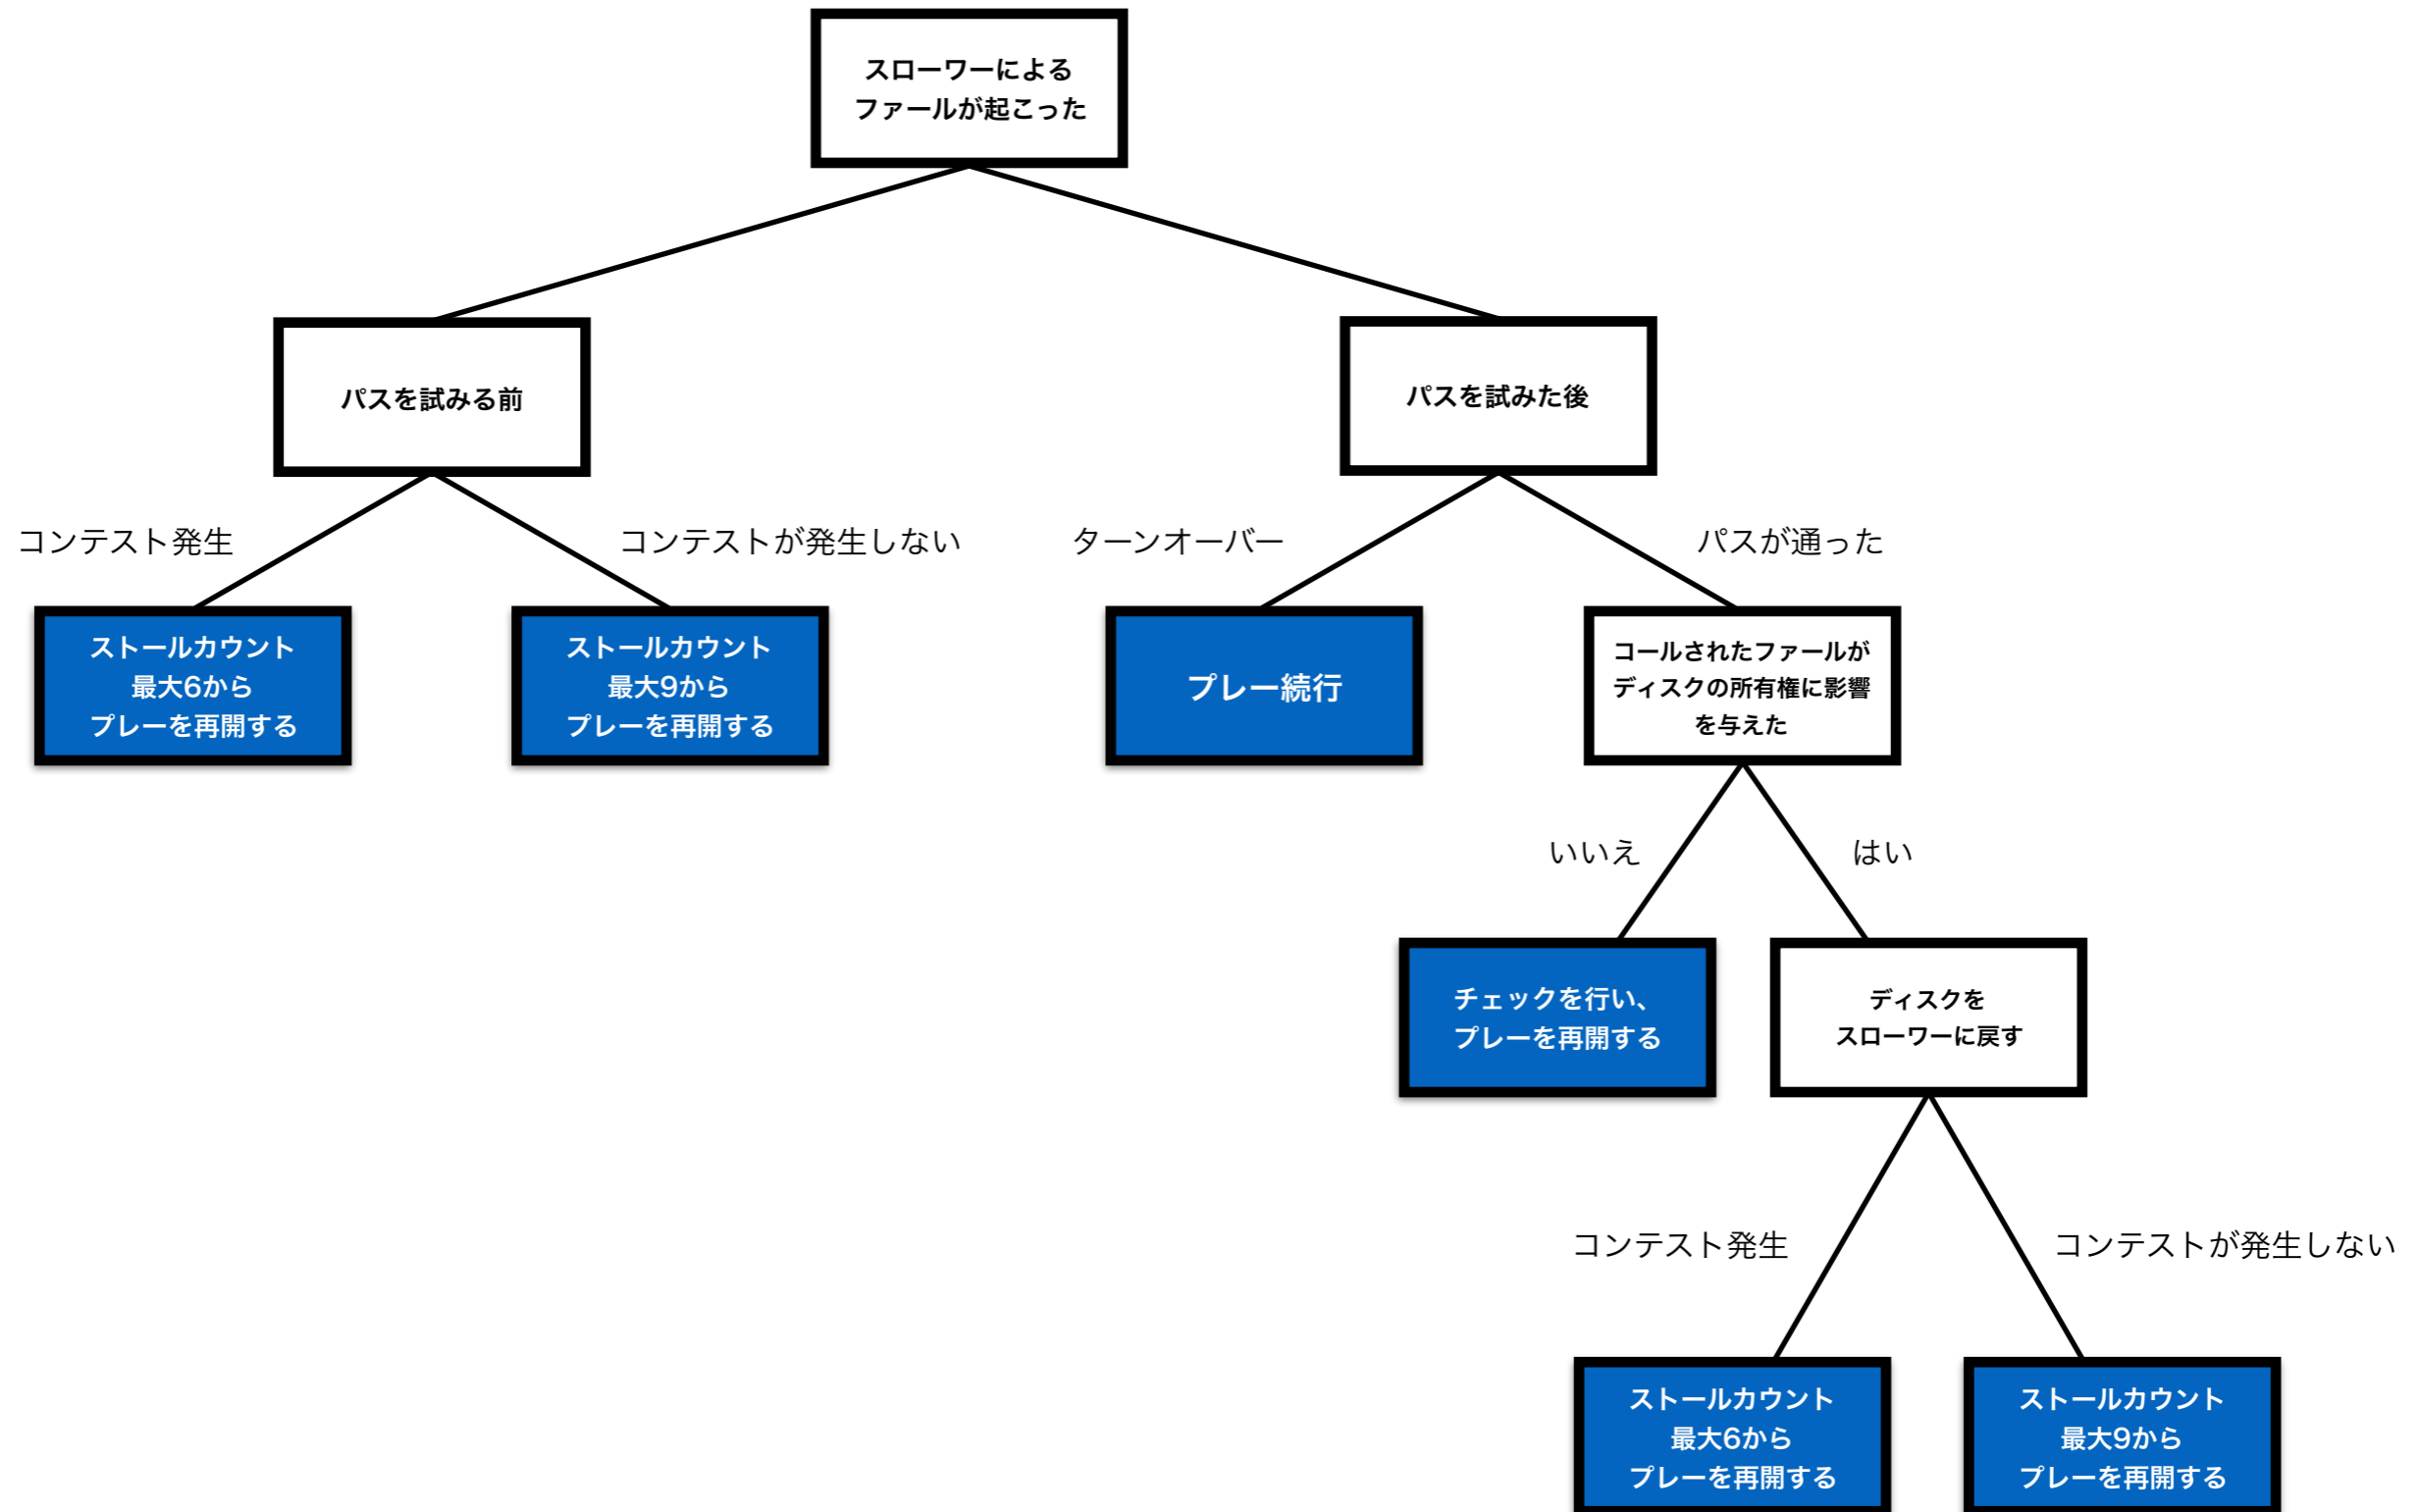 スローワーによる
ファールが起こった
パスを試みる前
パスを試みた後
コンテスト発生
コンテストが発生しない
ターンオーバー
パスが通った
ストールカウント
最大6から
プレーを再開する
ストールカウント
最大9から
プレーを再開する
プレー続行
コールされたファールが
ディスクの所有権に影響
を与えた
いいえ
はい
チェックを行い、
プレーを再開する
ディスクを
スローワーに戻す
コンテスト発生
コンテストが発生しない
ストールカウント
最大6から
プレーを再開する
ストールカウント
最大9から
プレーを再開する